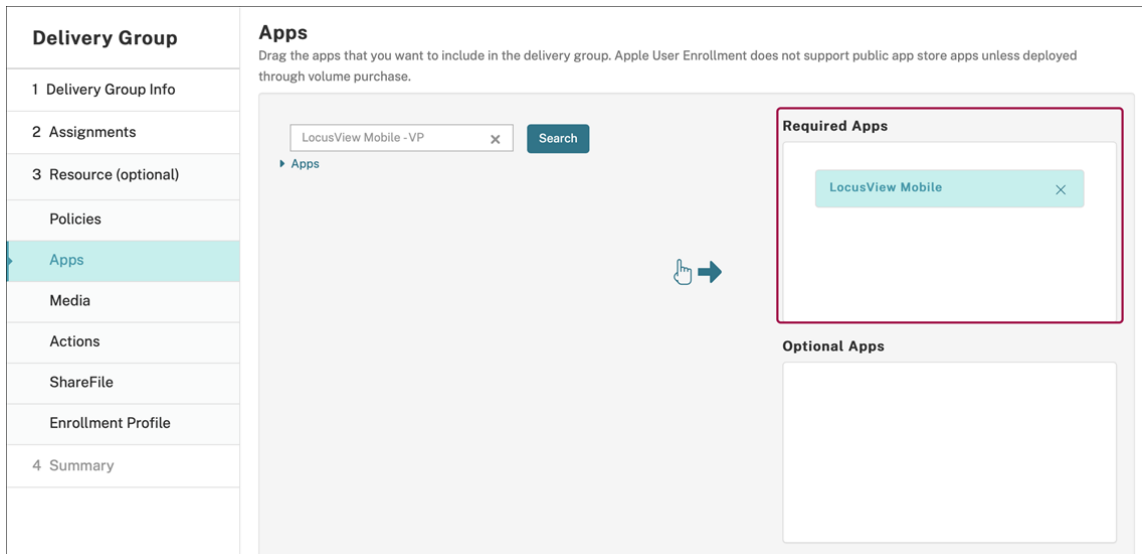 Delivery Group
1 Delivery Group Info
2 Assignments
3 Resource (optional)
Policies
Apps
Media
Actions
ShareFile
Enrollment Profile
4 Summary
Apps
Drag the apps that you want to include in the delivery group. Apple User Enrollment does not support public app store apps unless deployed
through volume purchase.
LocusView Mobile -VP
Search
Apps
Required Apps
LocusView Mobile
Optional Apps